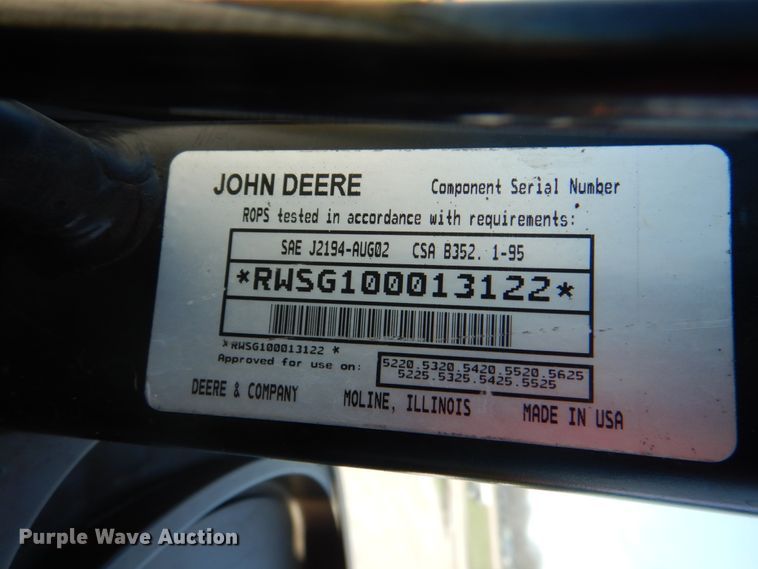 JOHN DEERE Component Serial Number
ROPS tested in accordance with requirements:
SAE J2194-AUG02 CSA B352. 1-95
*RWSG100013122*
*RWSG100013122 *
Approved for use on: 5220.5320.5420.5520.5625
5225.5325.5425.5525
DEERE & COMPANY MOLINE, ILLINOIS MADE IN USA
Purple Wave Auction